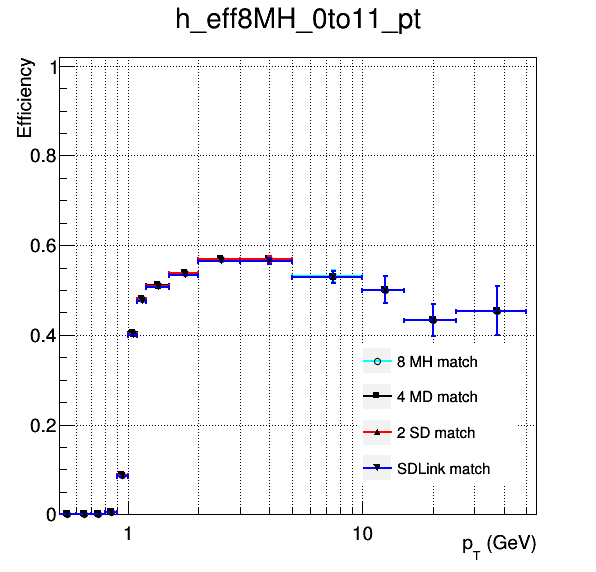 h_eff8MH_0to11_pt
Efficiency
1
0.8
0.6
0.4
0.2
0
8 MH match
4 MD match
2 SD match
SDLink match
1
10
p_T (GeV)